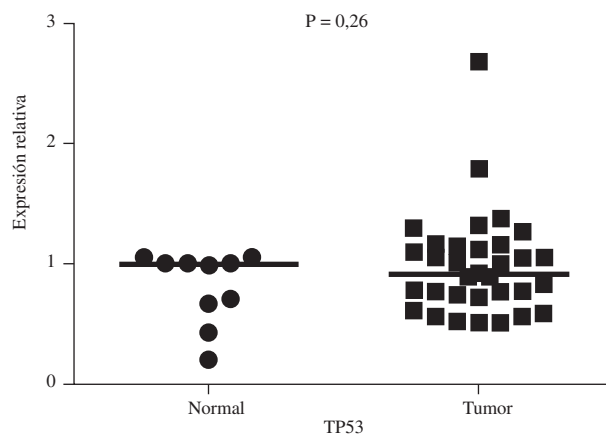 P = 0,26
Expresión relativa
3
2
1
0
Normal
Tumor
TP53